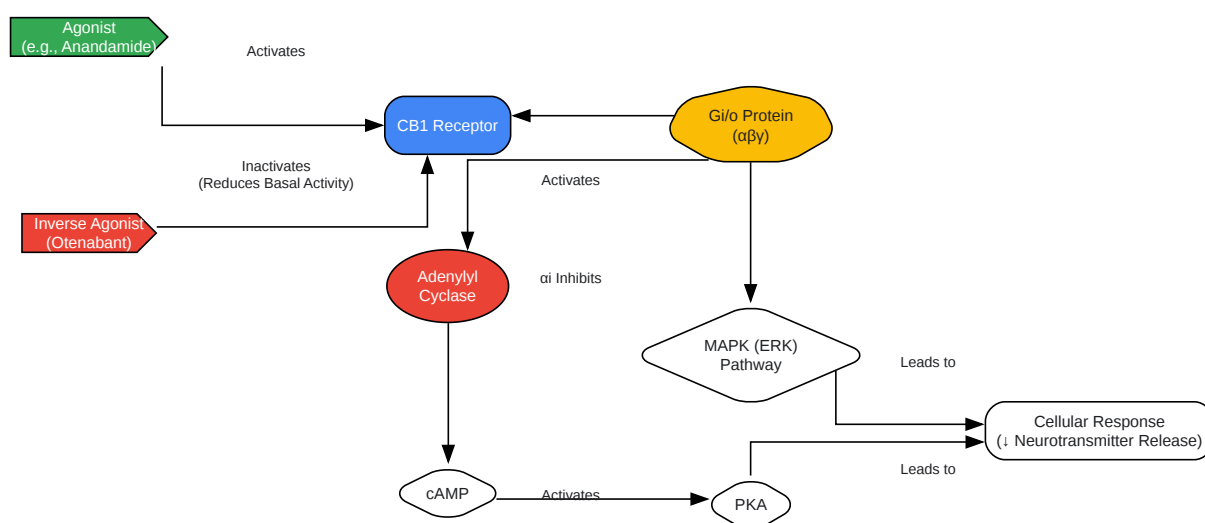 Agonist
(e.g., Anandamide)
Activates
CB1 Receptor
Gi/o Protein
(αβγ)
Inactivates
(Reduces Basal Activity)
Activates
Inverse Agonist
(Otenabant)
Adenylyl
Cyclase
αi Inhibits
MAPK (ERK)
Pathway
Leads to
Cellular Response
(↓ Neurotransmitter Release)
Leads to
cAMP
Activates
PKA